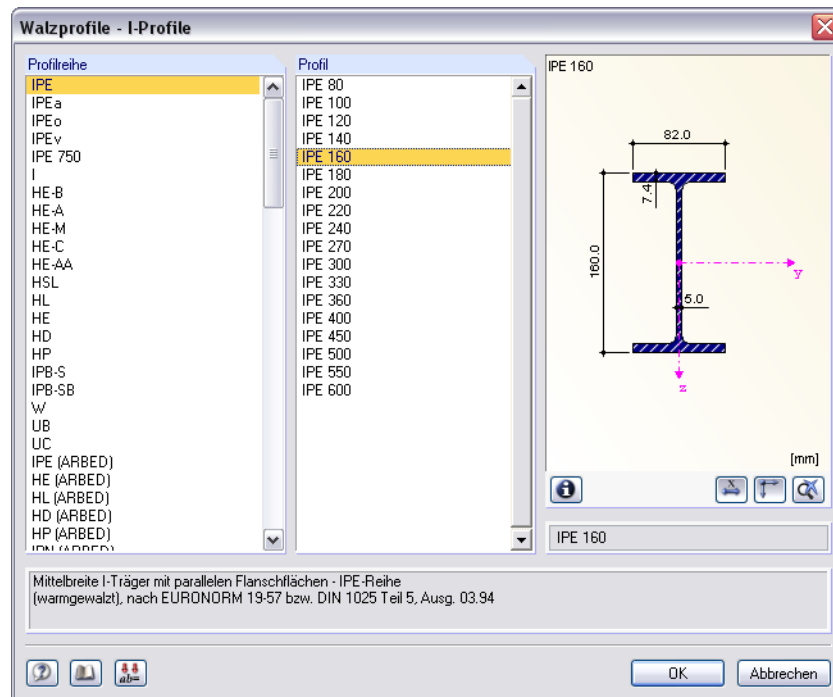 Walzprofile - I-Profile
Profilreihe
IPE
IPEa
IPEo
IPEv
IPE 750
I
HE-B
HE-A
HE-M
HE-C
HE-AA
HSL
HL
HE
HD
HP
IPB-S
IPB-SB
W
UB
UC
IPE (ARBED)
HE (ARBED)
HL (ARBED)
HD (ARBED)
HP (ARBED)
IPN (ARBED)
Profil
IPE 80
IPE 100
IPE 120
IPE 140
IPE 160
IPE 180
IPE 200
IPE 220
IPE 240
IPE 270
IPE 300
IPE 330
IPE 360
IPE 400
IPE 450
IPE 500
IPE 550
IPE 600
IPE 160
82.0
7.4
160.0
y
5.0
z
[mm]
x
IPE 160
Mittelbreite I-Träger mit parallelen Flanschflächen - IPE-Reihe
(warmgewalzt), nach EURONORM 19-57 bzw. DIN 1025 Teil 5, Ausg. 03.94
ab=
OK
Abbrechen